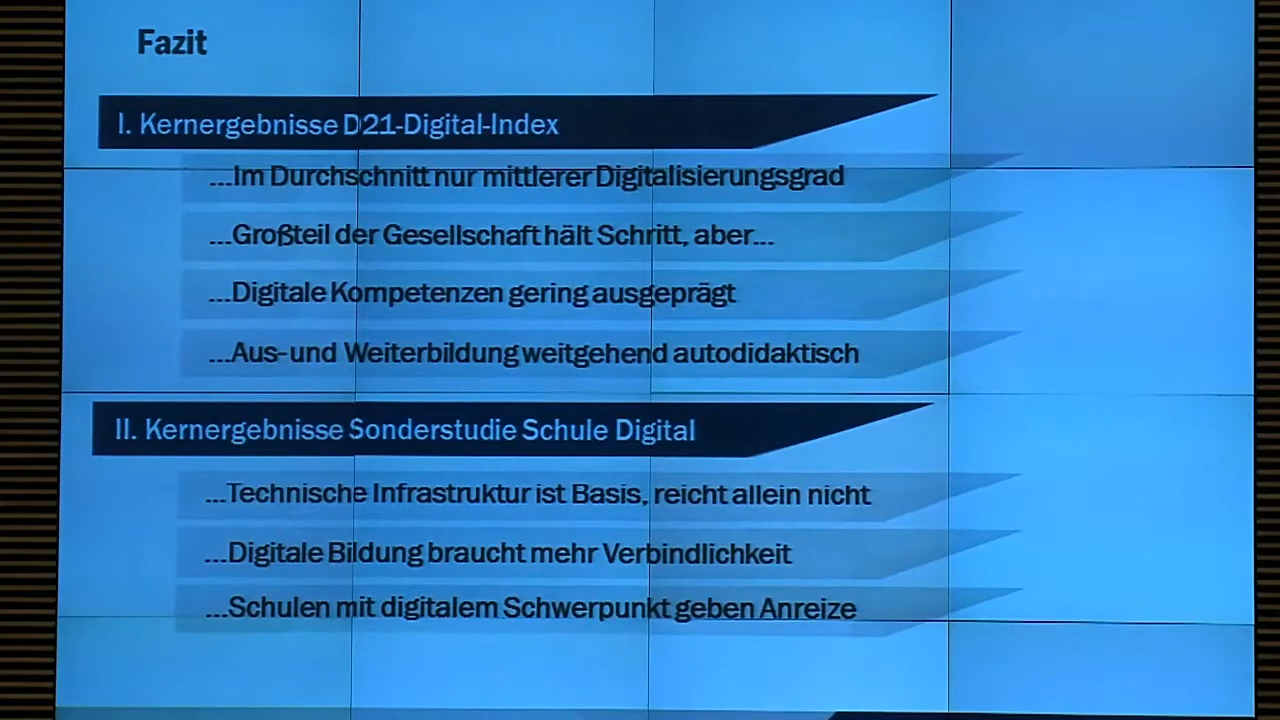 Fazit
I. Kernergebnisse D21-Digital-Index
...Im Durchschnitt nur mittlerer Digitalisierungsgrad
...Großteil der Gesellschaft hält Schritt, aber...
...Digitale Kompetenzen gering ausgeprägt
...Aus- und Weiterbildung weitgehend autodidaktisch
II. Kernergebnisse Sonderstudie Schule Digital
...Technische Infrastruktur ist Basis, reicht allein nicht
...Digitale Bildung braucht mehr Verbindlichkeit
...Schulen mit digitalem Schwerpunkt geben Anreize